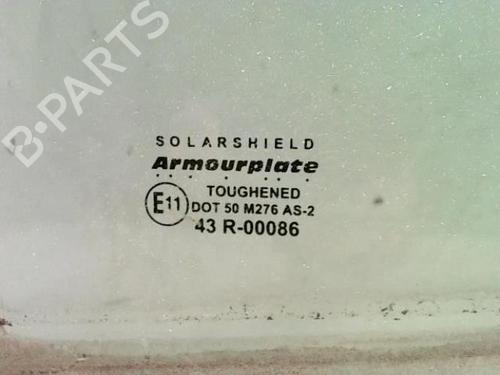 B-PARTS
SOLARSHIELD
Armourplate
TOUGHENED
E11 DOT 50 M276 AS-2
43 R-00086